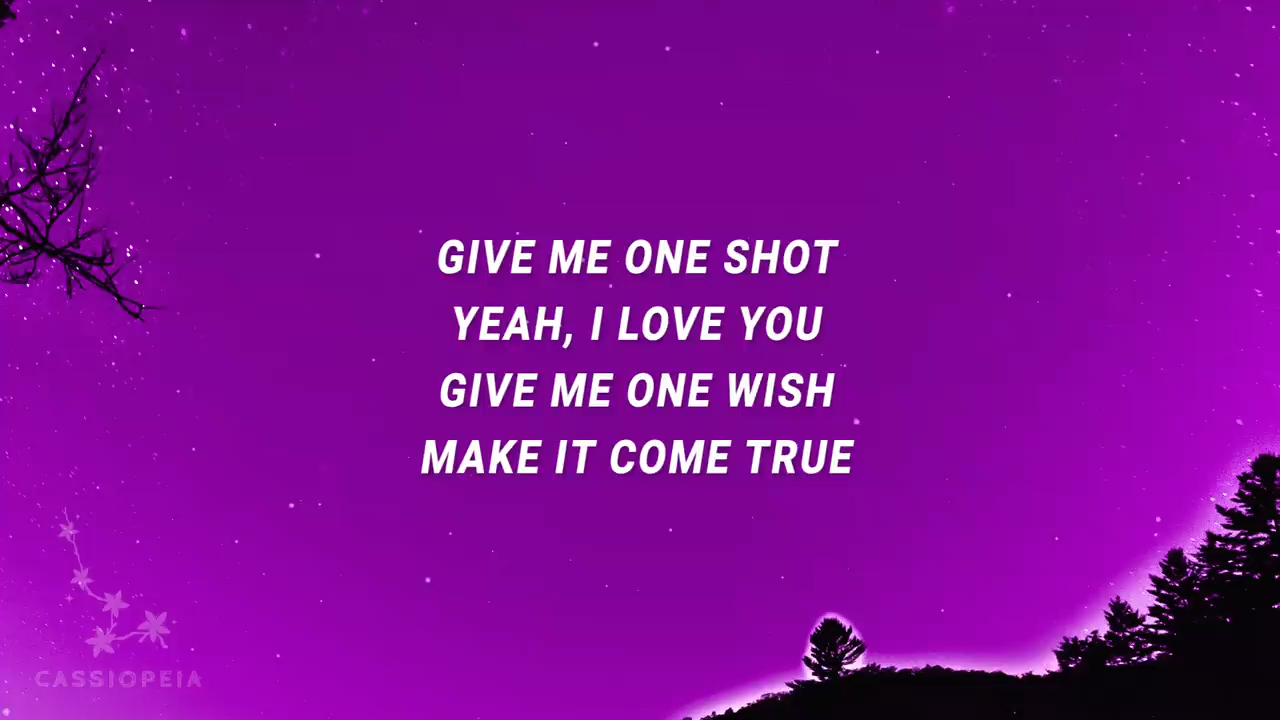 GIVE ME ONE SHOT
YEAH, I LOVE YOU
GIVE ME ONE WISH
MAKE IT COME TRUE
CASSIOPEIA